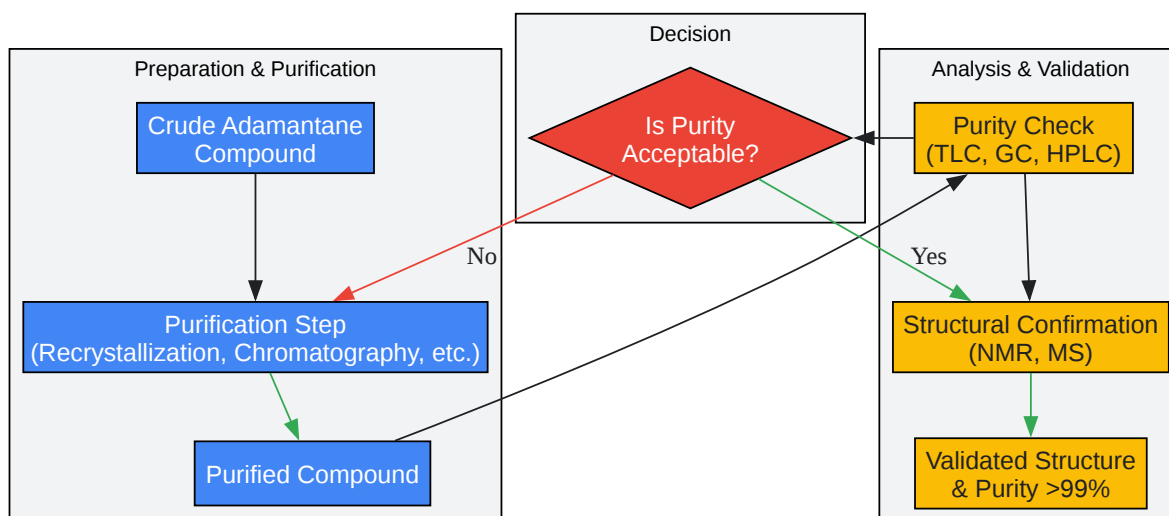 Preparation & Purification
Crude Adamantane
Compound
Purification Step
(Recrystallization, Chromatography, etc.)
Purified Compound
Decision
Is Purity
Acceptable?
No
Yes
Analysis & Validation
Purity Check
(TLC, GC, HPLC)
Structural Confirmation
(NMR, MS)
Validated Structure
& Purity >99%